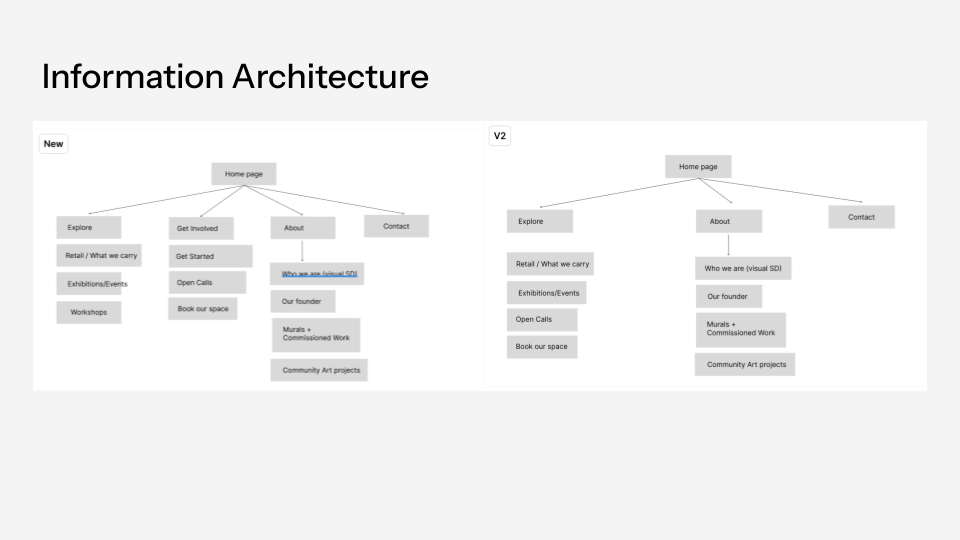 Information Architecture
New
Home page
Explore
Retail / What we carry
Exhibitions/Events
Workshops
Get Involved
Get Started
Open Calls
Book our space
About
Who we are (visual SD)
Our founder
Murals +
Commissioned Work
Community Art projects
Contact
V2
Home page
Explore
Retail / What we carry
Exhibitions/Events
Open Calls
Book our space
About
Who we are (visual SD)
Our founder
Murals +
Commissioned Work
Community Art projects
Contact